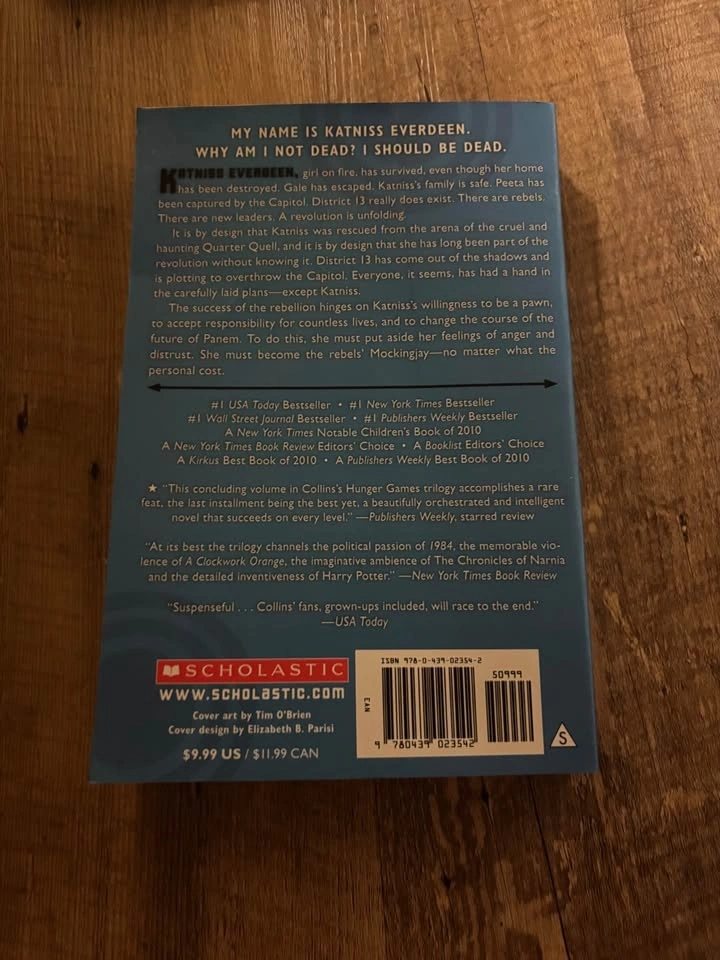 MY NAME IS KATNISS EVERDEEN.
WHY AM I NOT DEAD? I SHOULD BE DEAD.
KATNISS EVERDEEN, girl on fire, has survived, even though her home
has been destroyed. Gale has escaped. Katniss's family is safe. Peeta has
been captured by the Capitol. District 13 really does exist. There are rebels.
There are new leaders. A revolution is unfolding.
It is by design that Katniss was rescued from the arena of the cruel and
haunting Quarter Quell, and it is by design that she has long been part of the
revolution without knowing it. District 13 has come out of the shadows and
is plotting to overthrow the Capitol. Everyone, it seems, has had a hand in
the carefully laid plans—except Katniss.
The success of the rebellion hinges on Katniss's willingness to be a pawn,
to accept responsibility for countless lives, and to change the course of the
future of Panem. To do this, she must put aside her feelings of anger and
distrust. She must become the rebels' Mockingjay—no matter what the
personal cost.
#1 USA Today Bestseller • #1 New York Times Bestseller
#1 Wall Street Journal Bestseller • #1 Publishers Weekly Bestseller
A New York Times Notable Children's Book of 2010
A New York Times Book Review Editors' Choice • A Booklist Editors' Choice
A Kirkus Best Book of 2010 • A Publishers Weekly Best Book of 2010
★ "This concluding volume in Collins's Hunger Games trilogy accomplishes a rare
feat, the last installment being the best yet, a beautifully orchestrated and intelligent
novel that succeeds on every level." —Publishers Weekly, starred review
"At its best the trilogy channels the political passion of 1984, the memorable vio-
lence of A Clockwork Orange, the imaginative ambience of The Chronicles of Narnia
and the detailed inventiveness of Harry Potter." —New York Times Book Review
"Suspenseful . . . Collins' fans, grown-ups included, will race to the end."
—USA Today
SCHOLASTIC
www.scholastic.com
Cover art by Tim O'Brien
Cover design by Elizabeth B. Parisi
$9.99 US / $11.99 CAN
ISBN 978-0-439-02354-2
50999
EAN
9 780439 023542
S